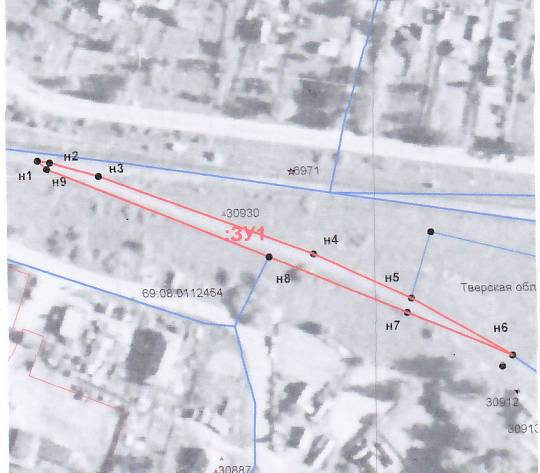 н1
н2
н9
н3
6971
30930
:ЗУ1
н4
н8
69:08:0112454
н5
Тверская обл
н7
н6
30912
30913
30887